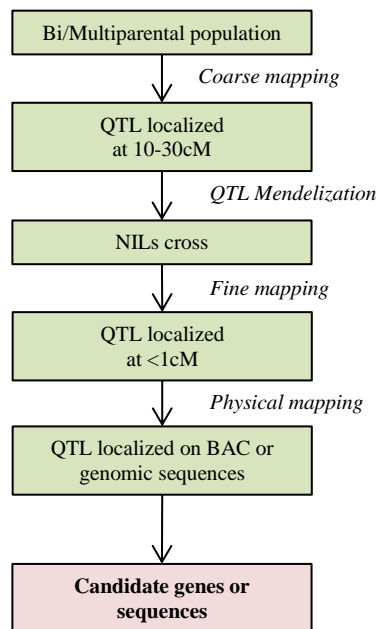 Bi/Multiparental population
Coarse mapping
QTL localized
at 10-30cM
QTL Mendelization
NILs cross
Fine mapping
QTL localized
at <1cM
Physical mapping
QTL localized on BAC or
genomic sequences
Candidate genes or
sequences